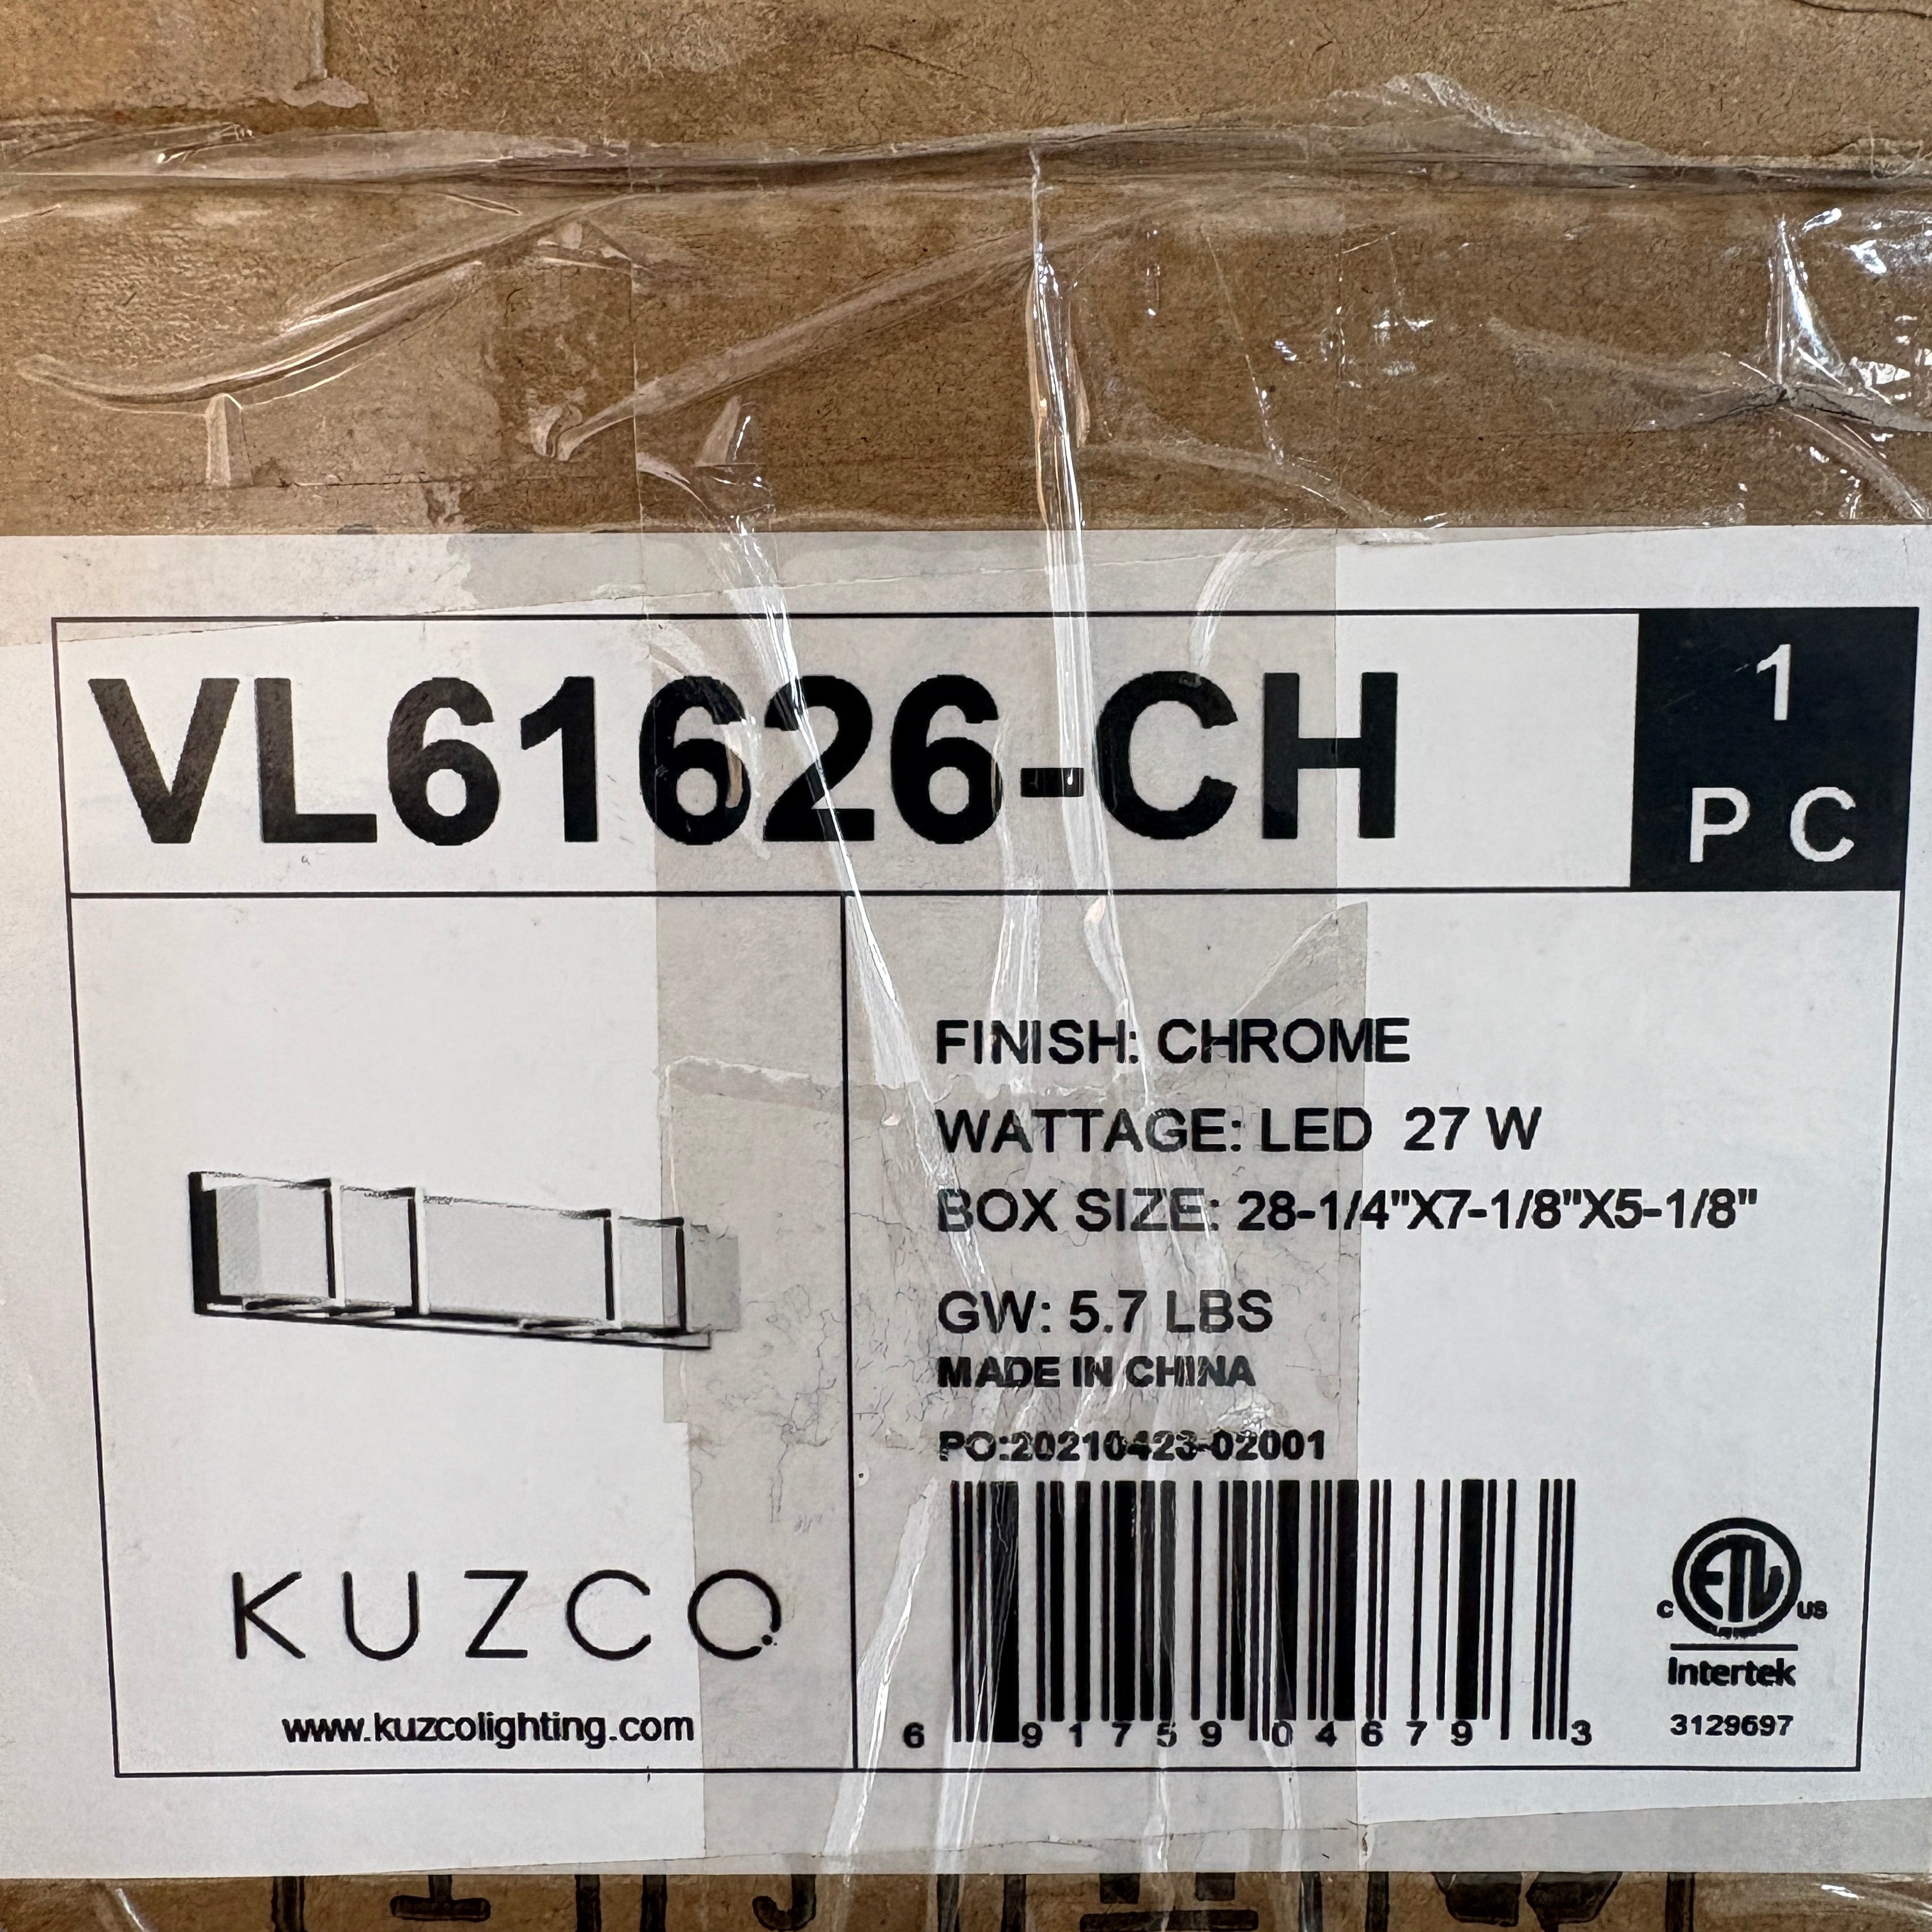 VL61626-CH
1
PC
FINISH: CHROME
WATTAGE: LED 27 W
BOX SIZE: 28-1/4"X7-1/8"X5-1/8"
GW: 5.7 LBS
MADE IN CHINA
PO:20210423-02001
KUZCO
www.kuzcolighting.com
6 91759 04679 3
C ETL US
Intertek
3129697